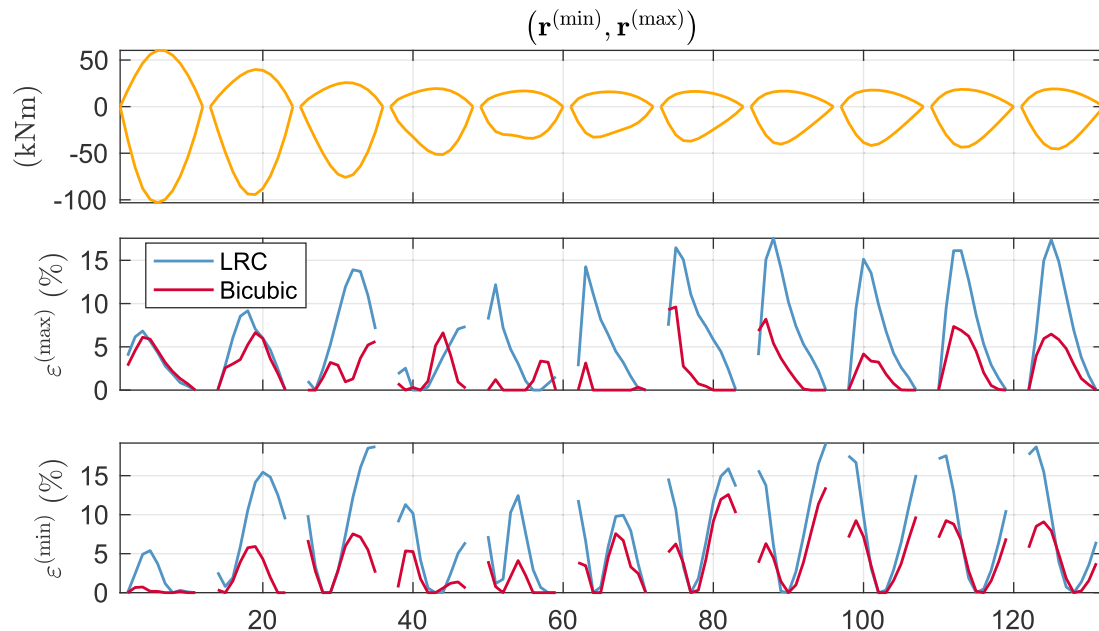 (r^(min), r^(max))
50
0
-50
-100
(kNm)
15
10
5
0
ε^(max) (%)
LRC
Bicubic
15
10
5
0
ε^(min) (%)
20 40 60 80 100 120